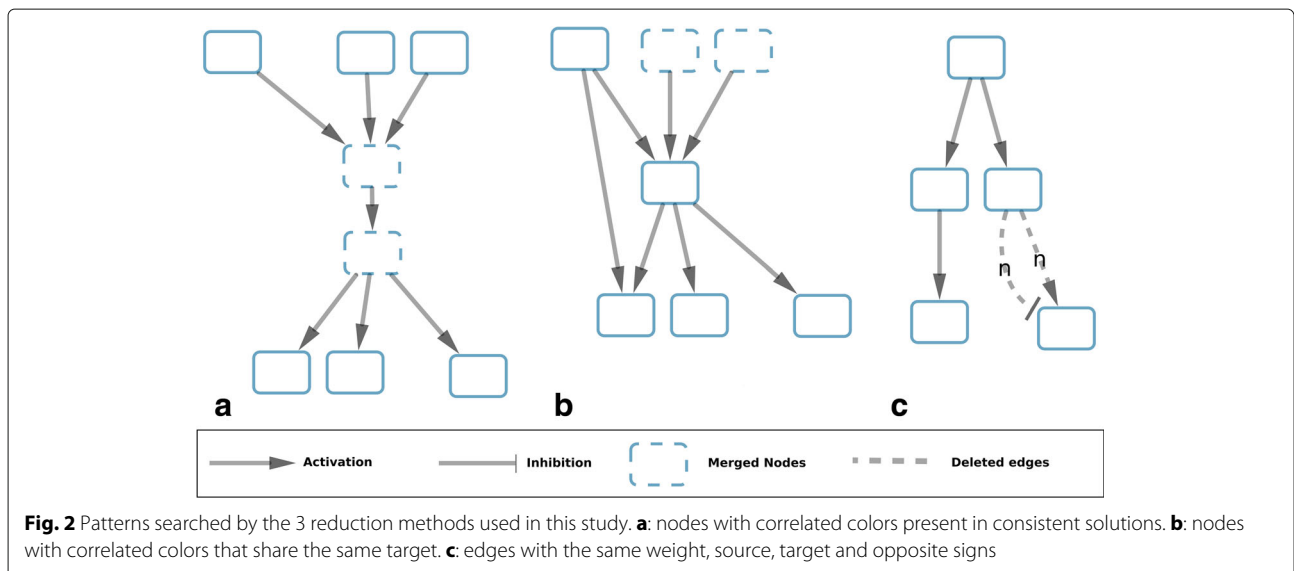 n
n
a
b
c
Activation
Inhibition
Merged Nodes
Deleted edges
Fig. 2 Patterns searched by the 3 reduction methods used in this study. a: nodes with correlated colors present in consistent solutions. b: nodes
with correlated colors that share the same target. c: edges with the same weight, source, target and opposite signs